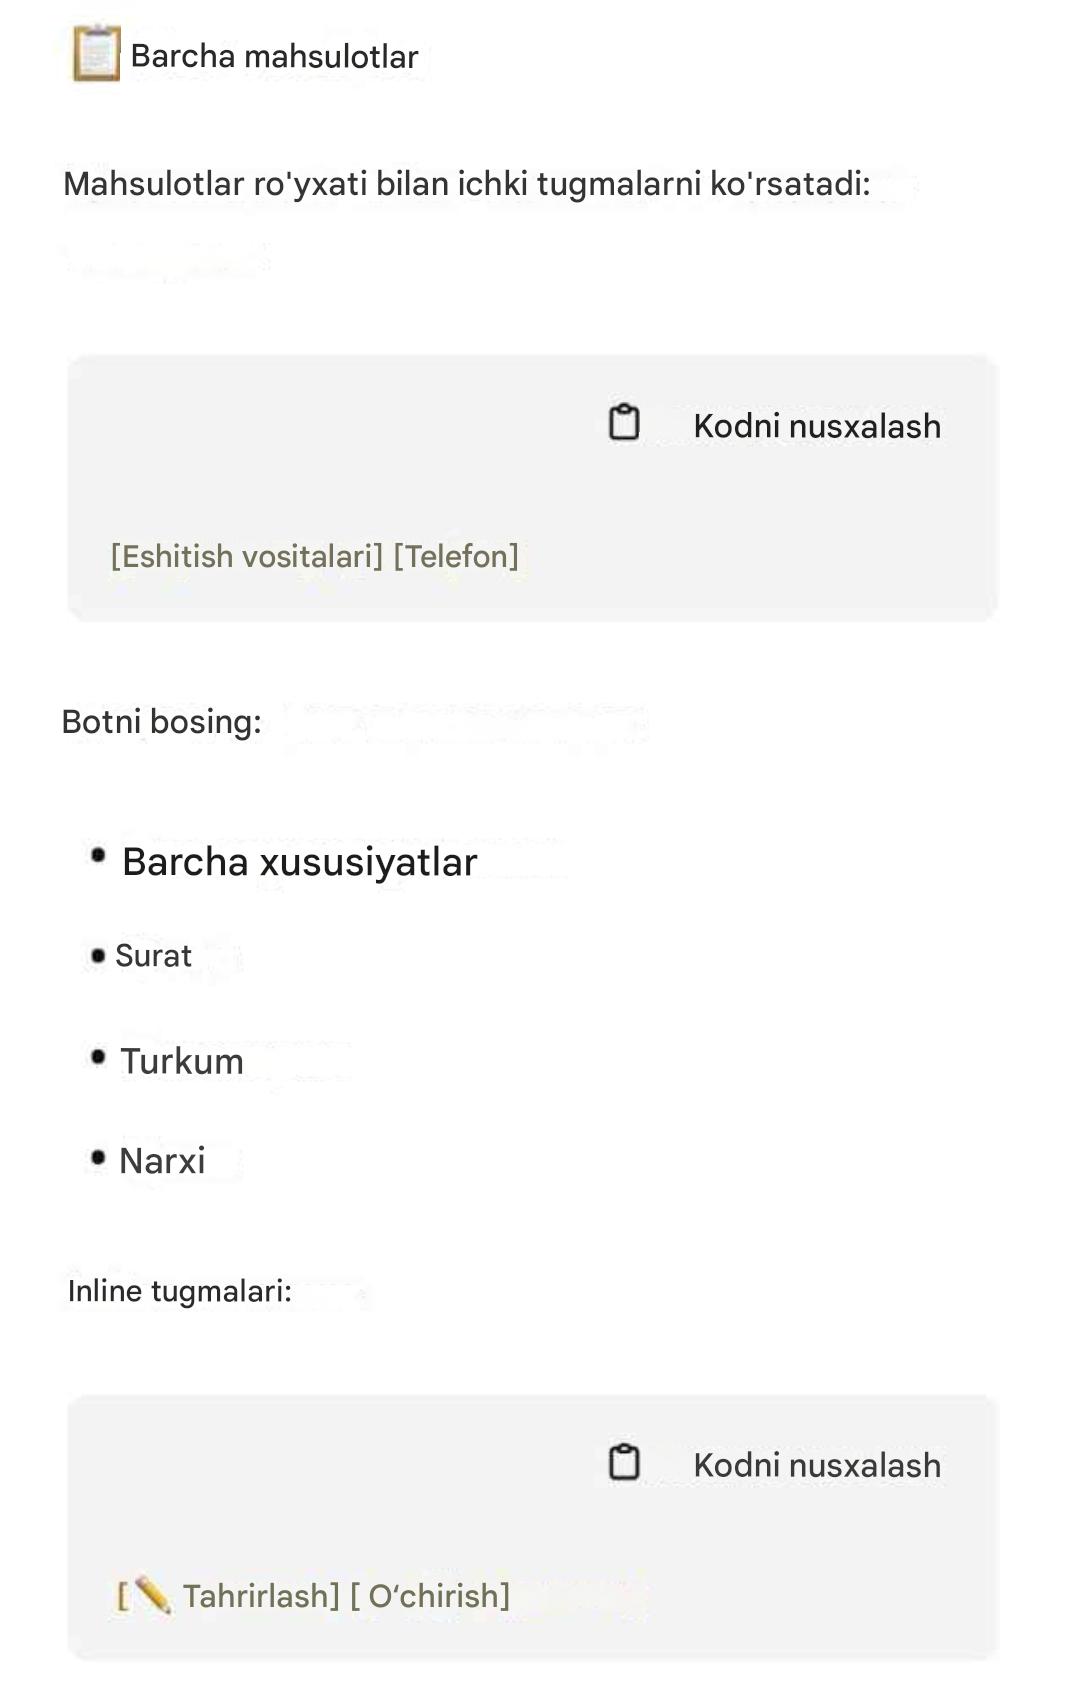 📋 Barcha mahsulotlar
Mahsulotlar ro'yxati bilan ichki tugmalarni ko'rsatadi:
Kodni nusxalash
[Eshitish vositalari] [Telefon]
Botni bosing:
• Barcha xususiyatlar
• Surat
• Turkum
• Narxi
Inline tugmalari:
Kodni nusxalash
[✏️ Tahrirlash] [ O‘chirish]